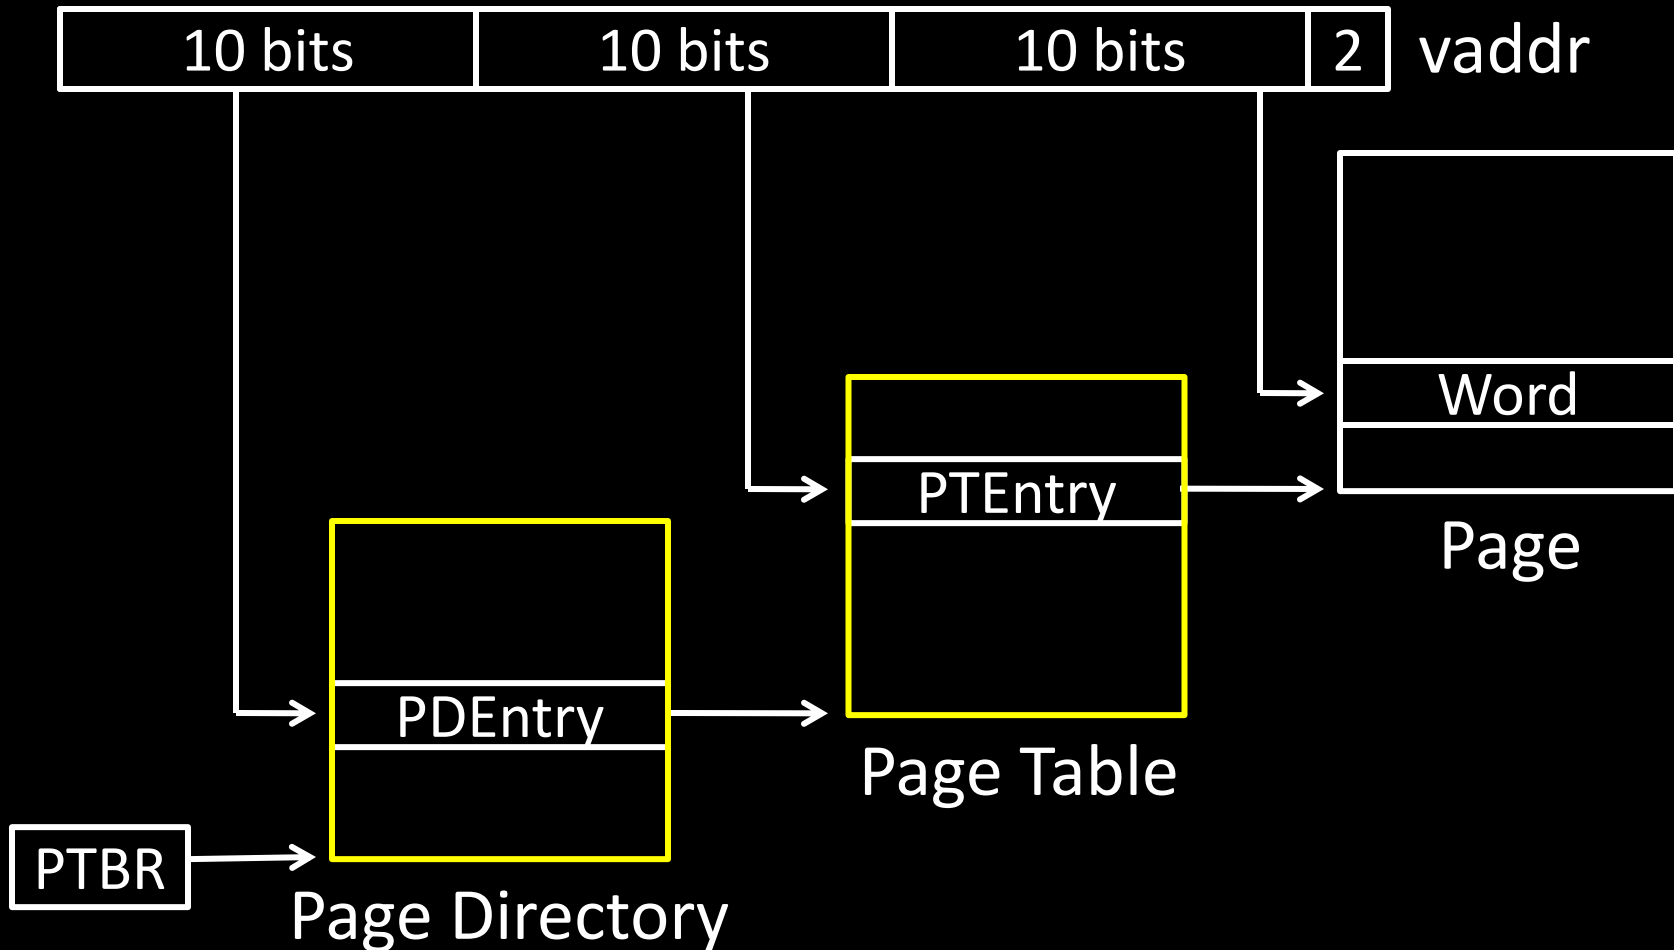 10 bits 10 bits 10 bits 2 vaddr
Word
PTEntry
Page
PDEntry
Page Table
PTBR
Page Directory